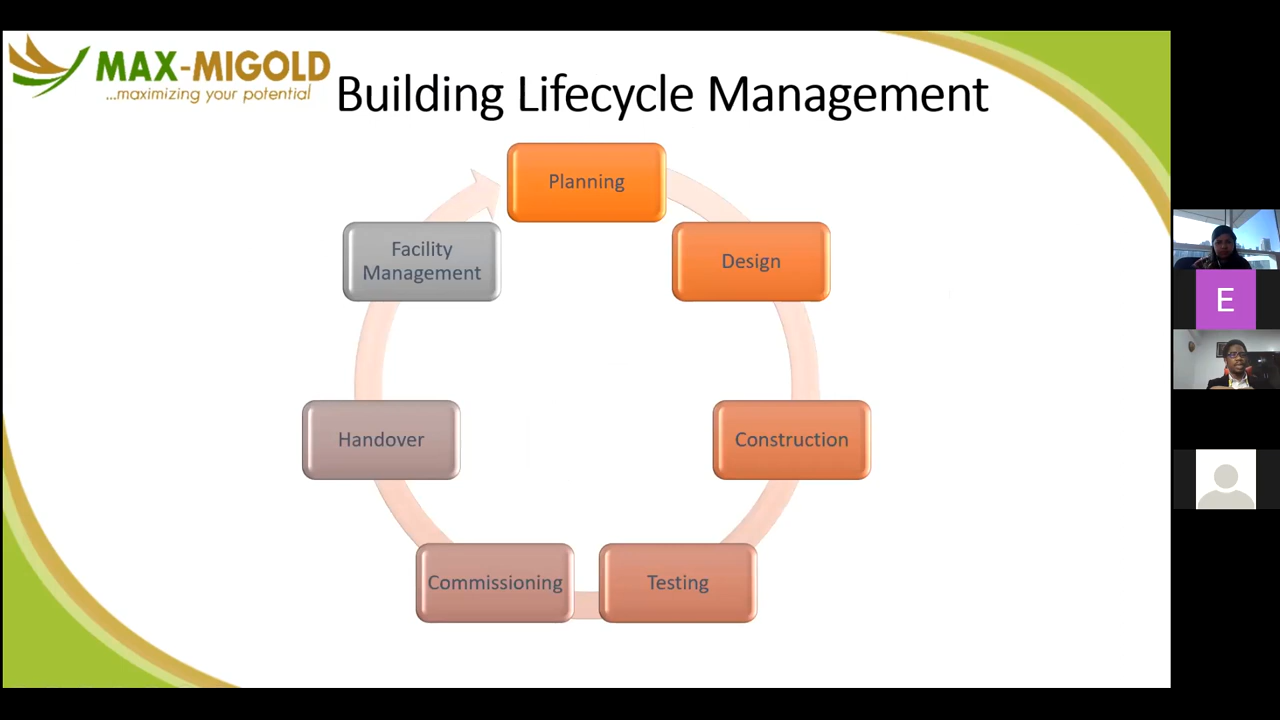 MAX-MIGOLD
...maximizing your potential
Building Lifecycle Management
Planning
Design
Construction
Testing
Commissioning
Handover
Facility
Management
E